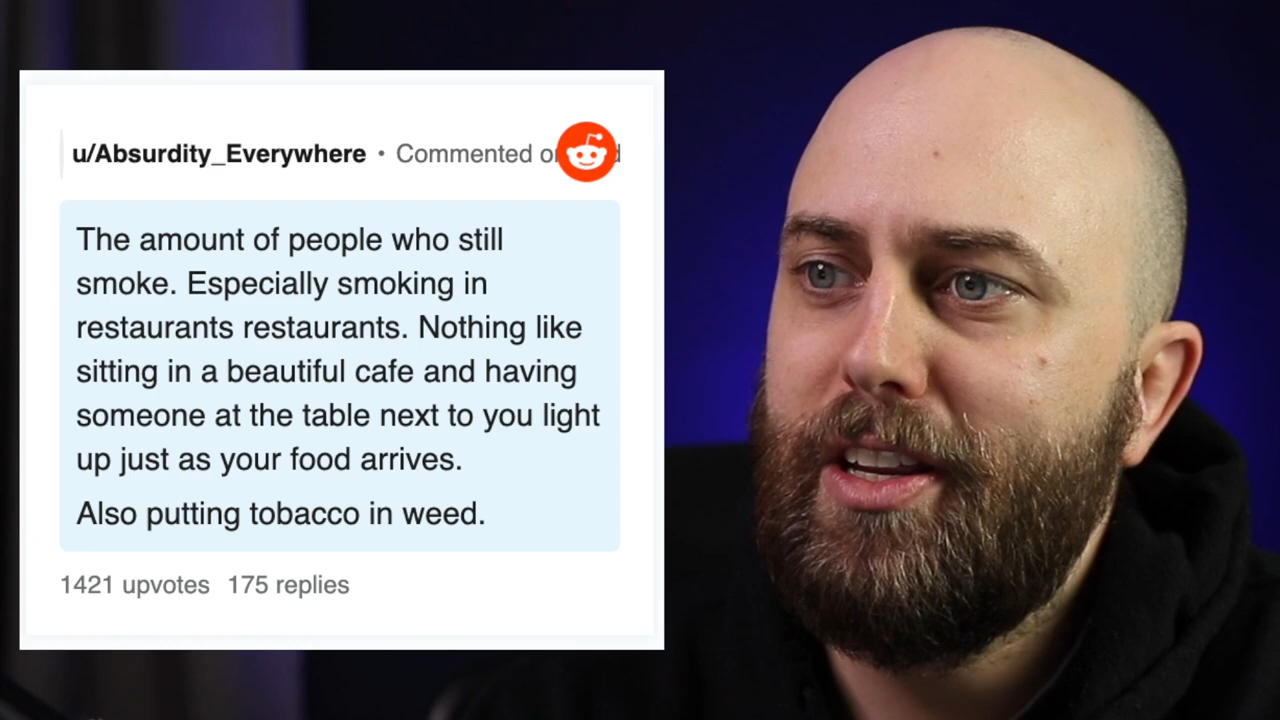 u/Absurdity_Everywhere • Commented
The amount of people who still
smoke. Especially smoking in
restaurants restaurants. Nothing like
sitting in a beautiful cafe and having
someone at the table next to you light
up just as your food arrives.
Also putting tobacco in weed.
1421 upvotes 175 replies